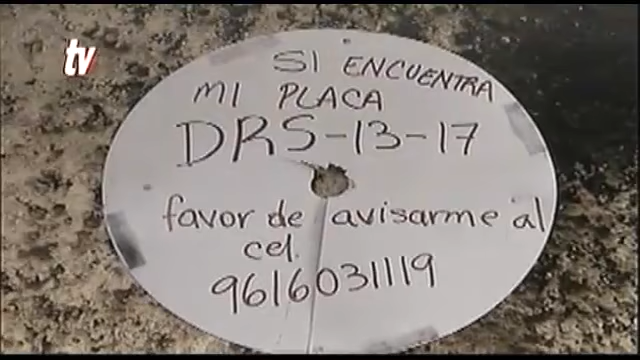 tv
SI ENCUENTRA
MI PLACA
DRS-13-17
favor de avisarme al
cel.
9616031119